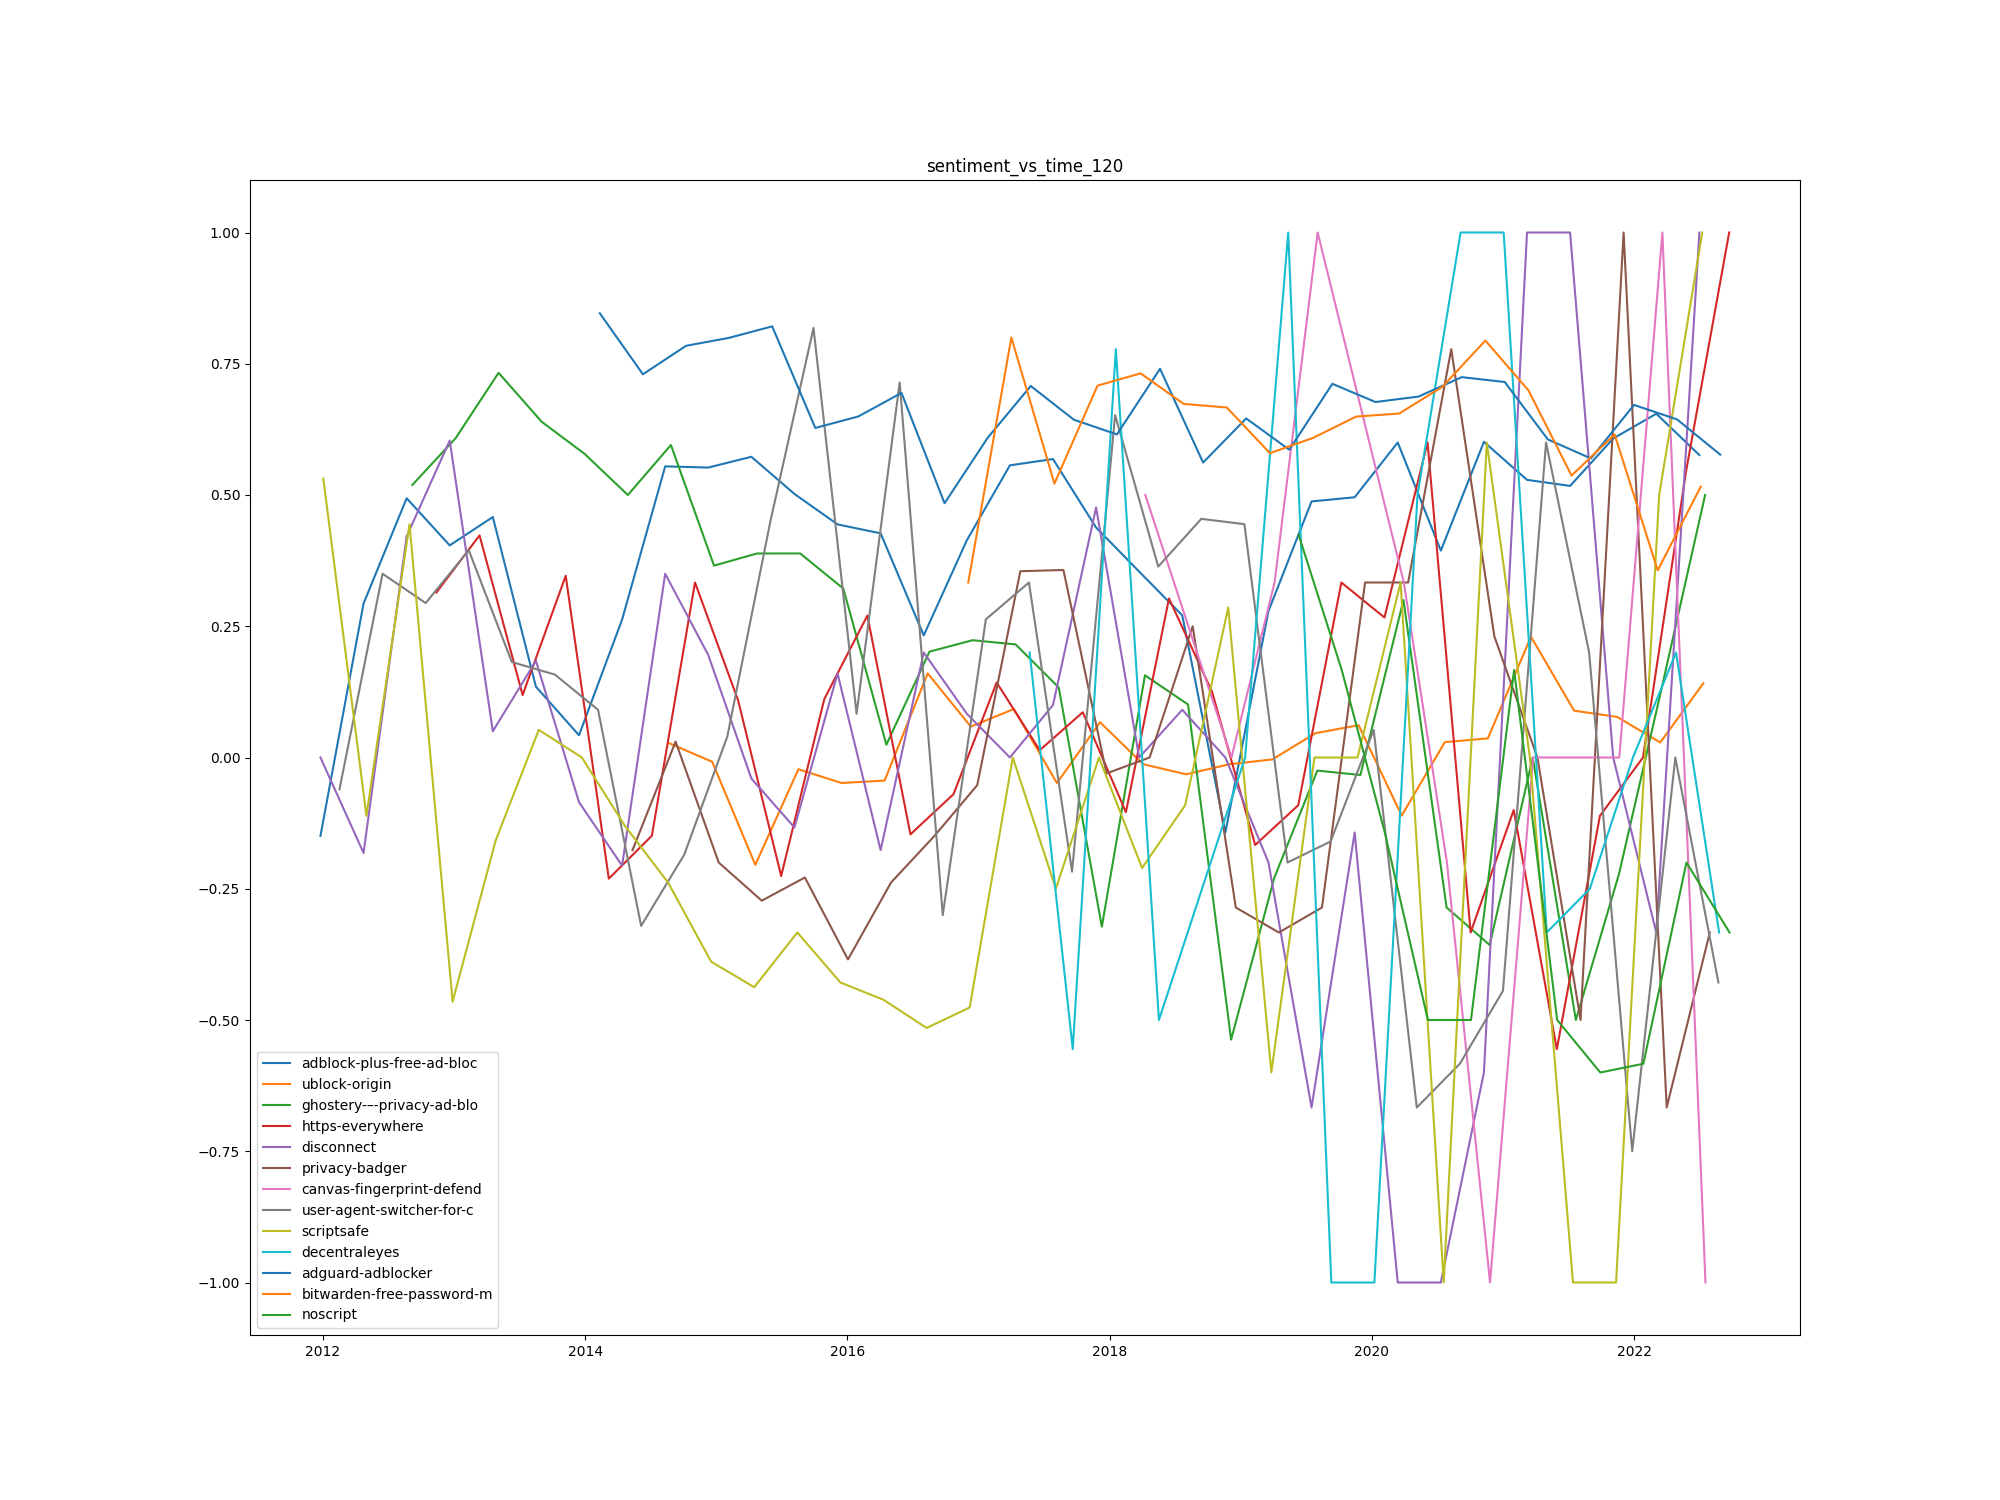 sentiment_vs_time_120
1.00
0.75
0.50
0.25
0.00
−0.25
−0.50
−0.75
−1.00
adblock-plus-free-ad-bloc
ublock-origin
ghostery-–-privacy-ad-blo
https-everywhere
disconnect
privacy-badger
canvas-fingerprint-defend
user-agent-switcher-for-c
scriptsafe
decentraleyes
adguard-adblocker
bitwarden-free-password-m
noscript
2012 2014 2016 2018 2020 2022